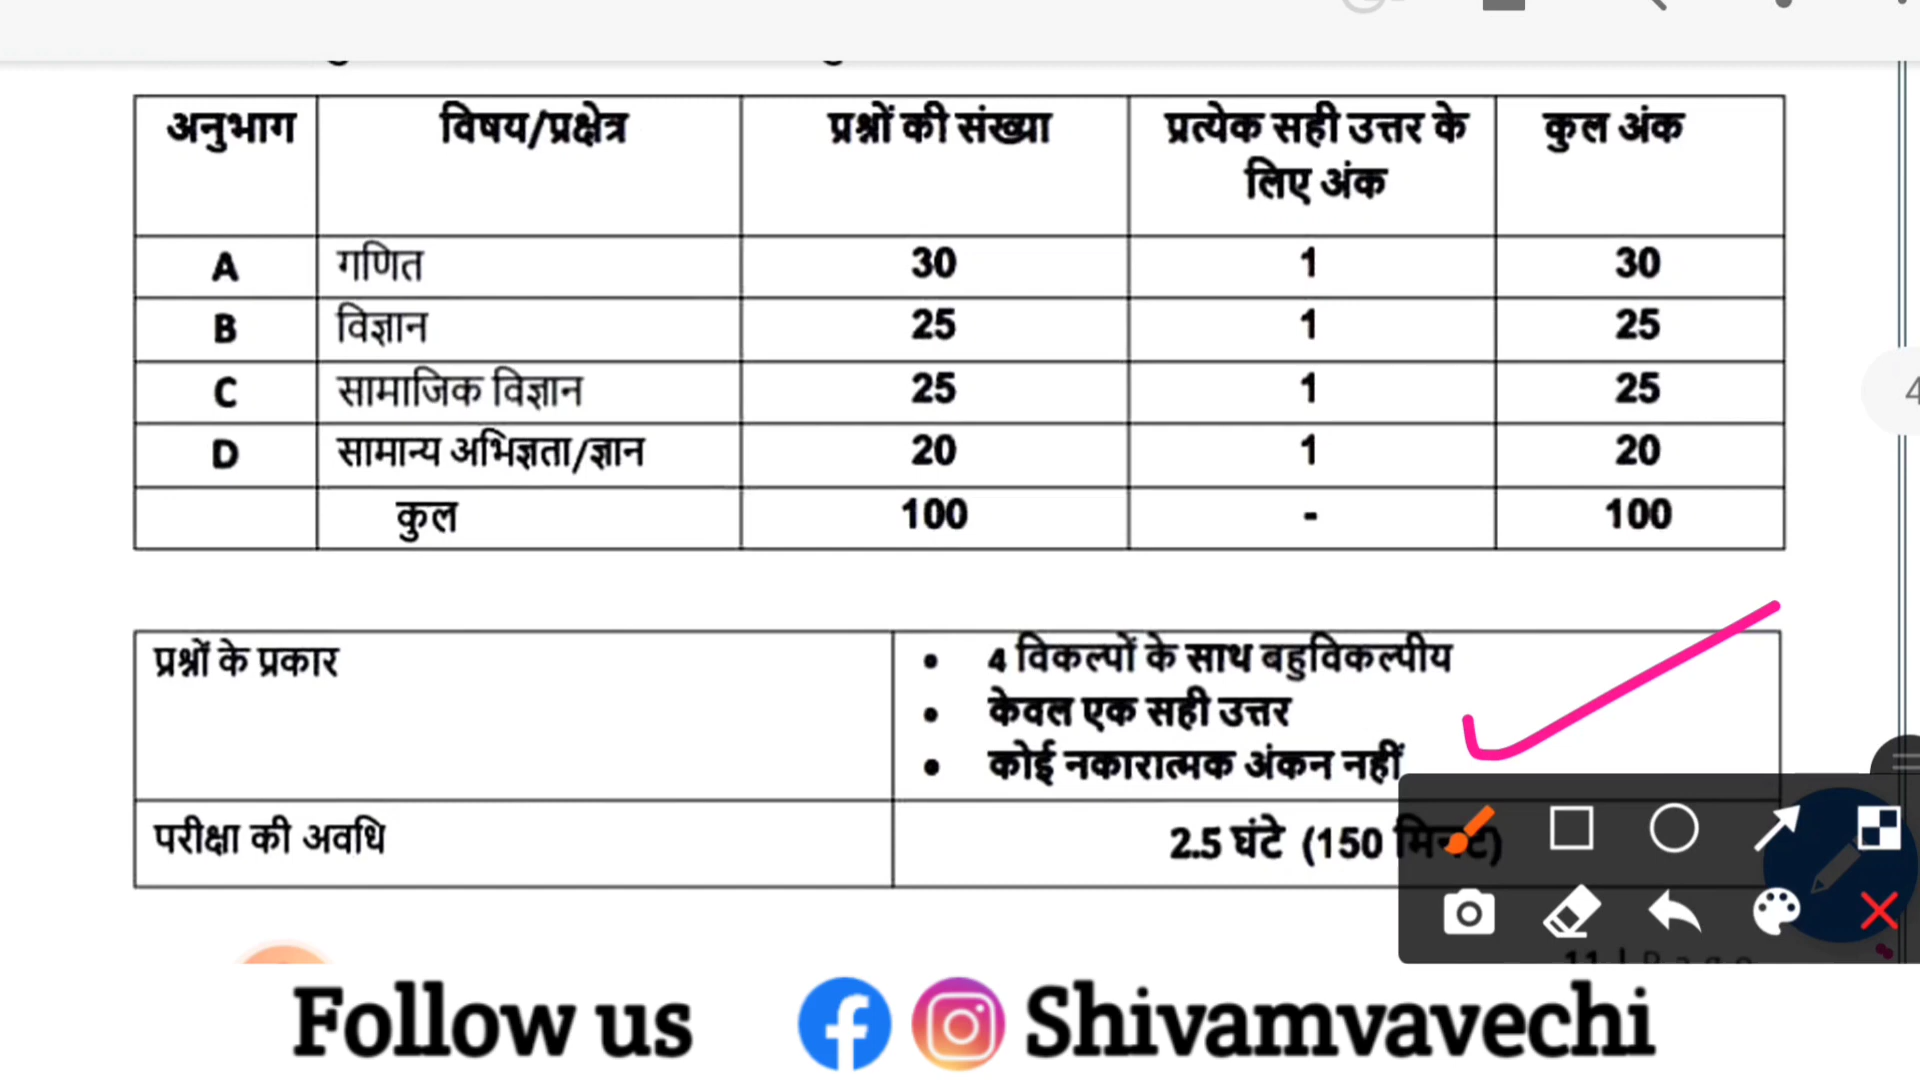 अनुभाग विषय/प्रक्षेत्र प्रश्नों की संख्या प्रत्येक सही उत्तर के लिए अंक कुल अंक
A गणित 30 1 30
B विज्ञान 25 1 25
C सामाजिक विज्ञान 25 1 25
D सामान्य अभिज्ञता/ज्ञान 20 1 20
कुल 100 - 100
प्रश्नों के प्रकार
• 4 विकल्पों के साथ बहुविकल्पीय
• केवल एक सही उत्तर
• कोई नकारात्मक अंकन नहीं
परीक्षा की अवधि 2.5 घंटे (150 मिनट)
4
Follow us Shivamvavechi